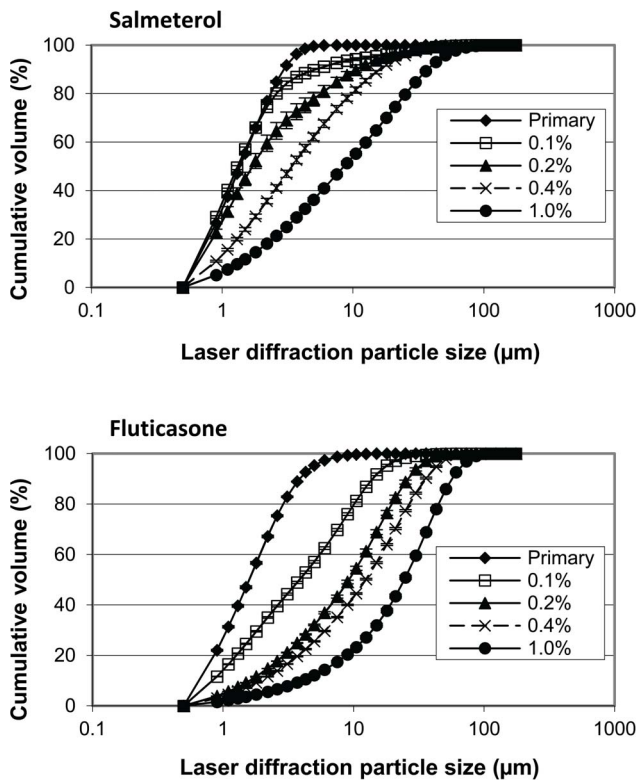 Salmeterol
Cumulative volume (%)
100
80
60
40
20
0
Primary
0.1%
0.2%
0.4%
1.0%
0.1 1 10 100 1000
Laser diffraction particle size (µm)
Fluticasone
Cumulative volume (%)
100
80
60
40
20
0
Primary
0.1%
0.2%
0.4%
1.0%
0.1 1 10 100 1000
Laser diffraction particle size (µm)